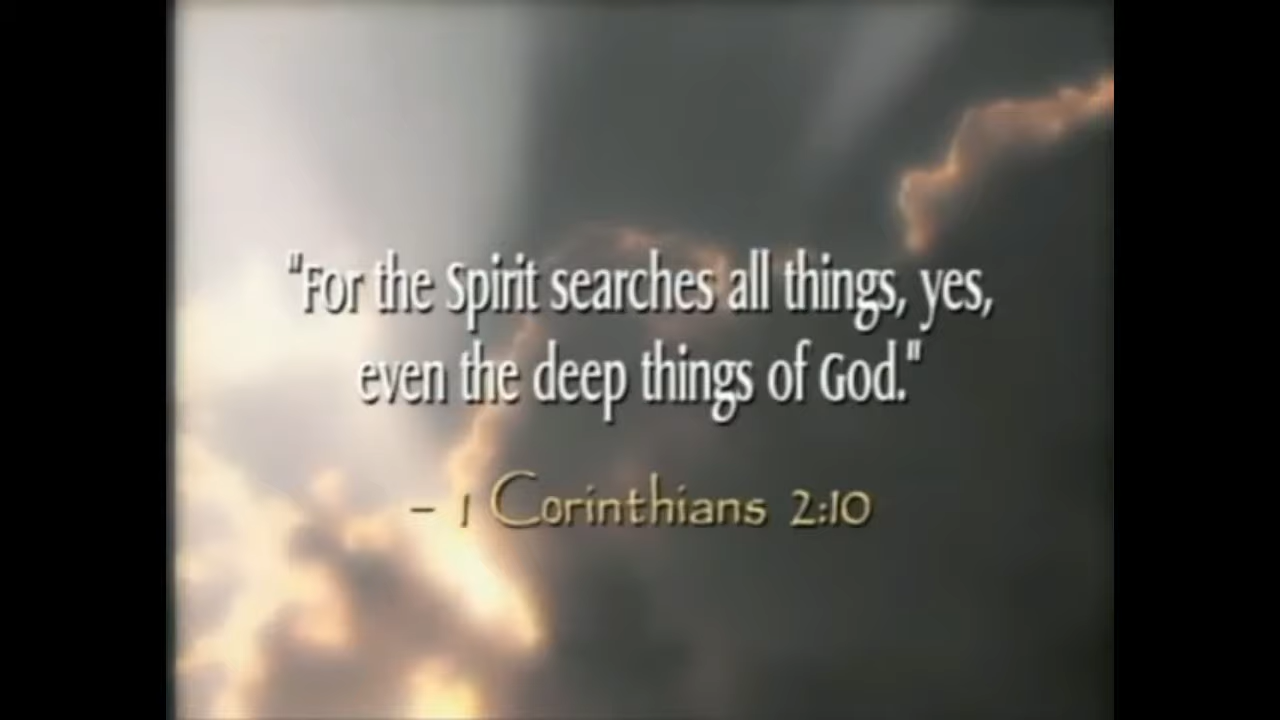 "For the Spirit searches all things, yes,
even the deep things of God."
– 1 Corinthians 2:10